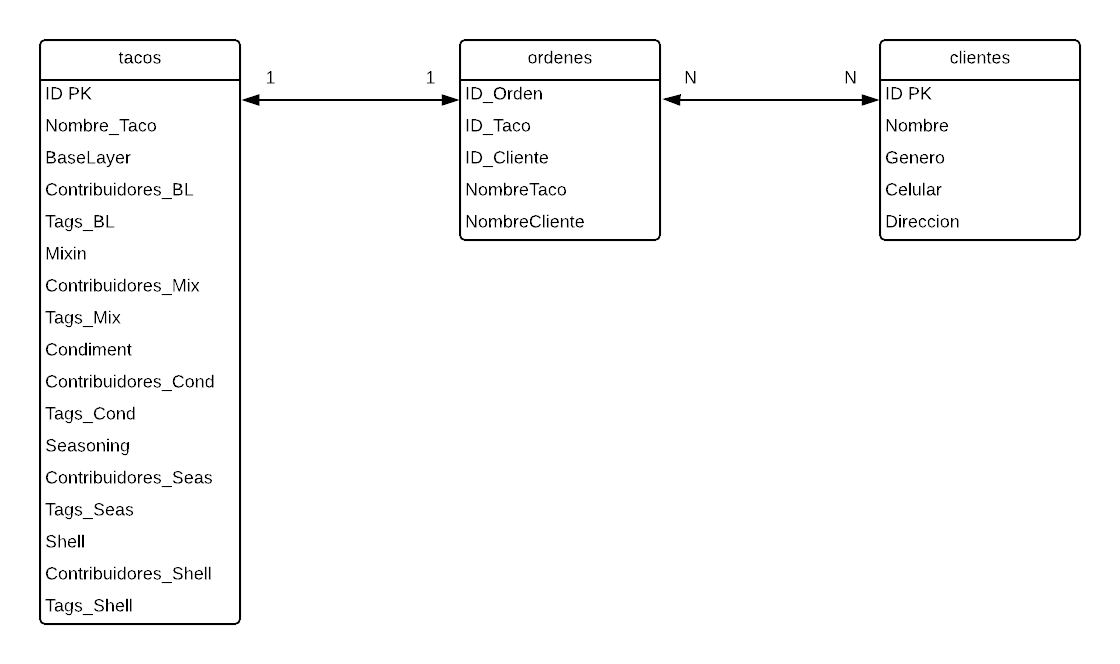 tacos
ID PK
Nombre_Taco
BaseLayer
Contribuidores_BL
Tags_BL
Mixin
Contribuidores_Mix
Tags_Mix
Condiment
Contribuidores_Cond
Tags_Cond
Seasoning
Contribuidores_Seas
Tags_Seas
Shell
Contribuidores_Shell
Tags_Shell
1 1
ordenes
ID_Orden
ID_Taco
ID_Cliente
NombreTaco
NombreCliente
N N
clientes
ID PK
Nombre
Genero
Celular
Direccion